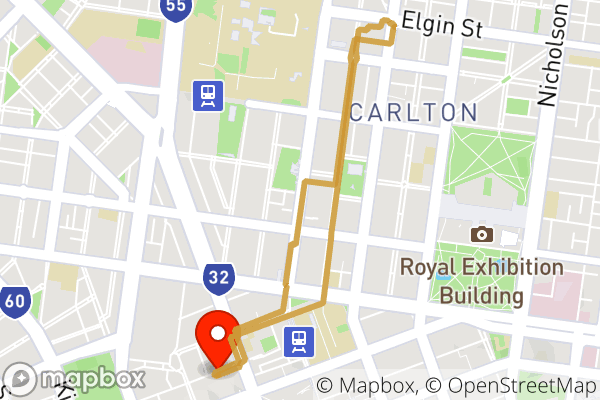 55
Elgin St
Nicholson
CARLTON
32
Royal Exhibition
Building
60
mapbox
© Mapbox, © OpenStreetMap